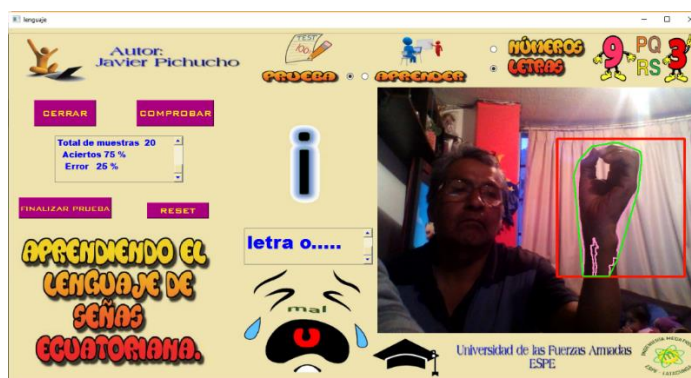 lenguaje
Autor:
Javier Pichucho
TEST
100
PRUEBA
APRENDER
NÚMEROS
LETRAS
9
PQ
RS
3
CERRAR
COMPROBAR
Total de muestras 20
Aciertos 75 %
Error 25 %
FINALIZAR PRUEBA
RESET
i
letra o.....
APRENDIENDO EL
LENGUAJE DE
SEÑAS
ECUATORIANA.
mal
Universidad de las Fuerzas Armadas
ESPE